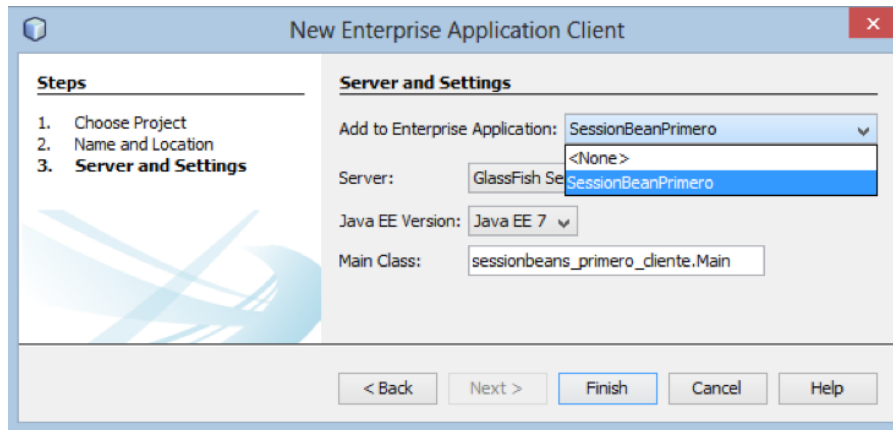 New Enterprise Application Client
Steps
1. Choose Project
2. Name and Location
3. Server and Settings
Server and Settings
Add to Enterprise Application: SessionBeanPrimero
<None>
SessionBeanPrimero
Server: GlassFish Se
Java EE Version: Java EE 7
Main Class: sessionbeans_primero_cliente.Main
< Back Next > Finish Cancel Help